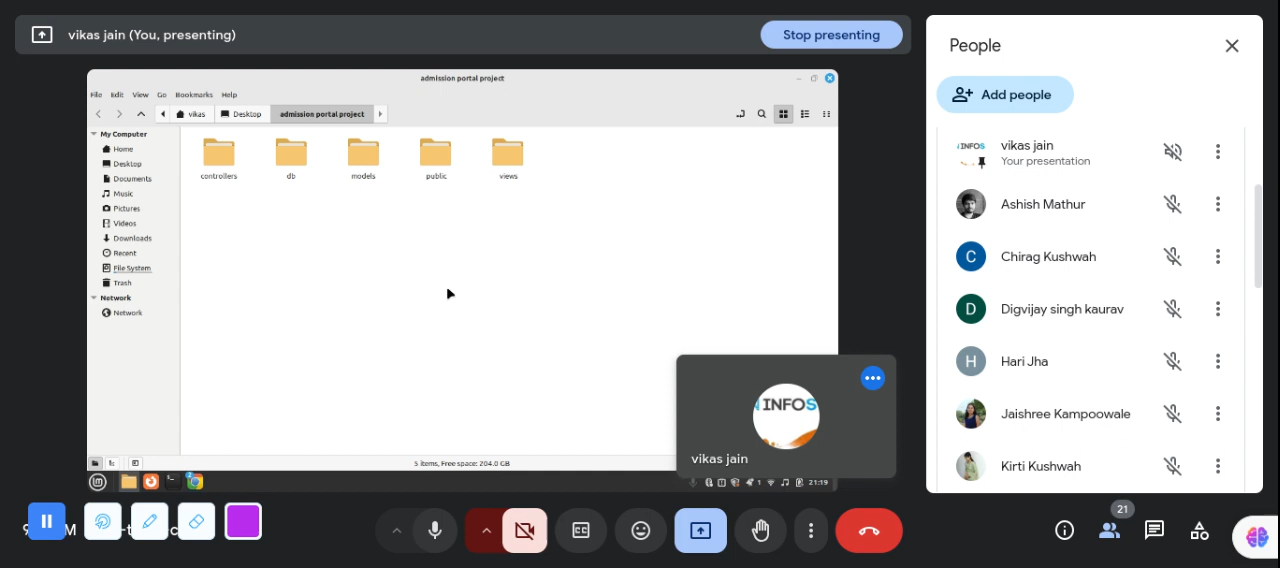 vikas jain (You, presenting)
Stop presenting
admission portal project
File Edit View Go Bookmarks Help
vikas Desktop admission portal project
My Computer
Home
Desktop
Documents
Music
Pictures
Videos
Downloads
Recent
File System
Trash
Network
Network
controllers db models public views
5 items, Free space: 204.0 GB
INFOS
vikas jain
1 21:19
People
Add people
INFOS
vikas jain
Your presentation
Ashish Mathur
C Chirag Kushwah
D Digvijay singh kaurav
H Hari Jha
Jaishree Kampoowale
Kirti Kushwah
CC
21